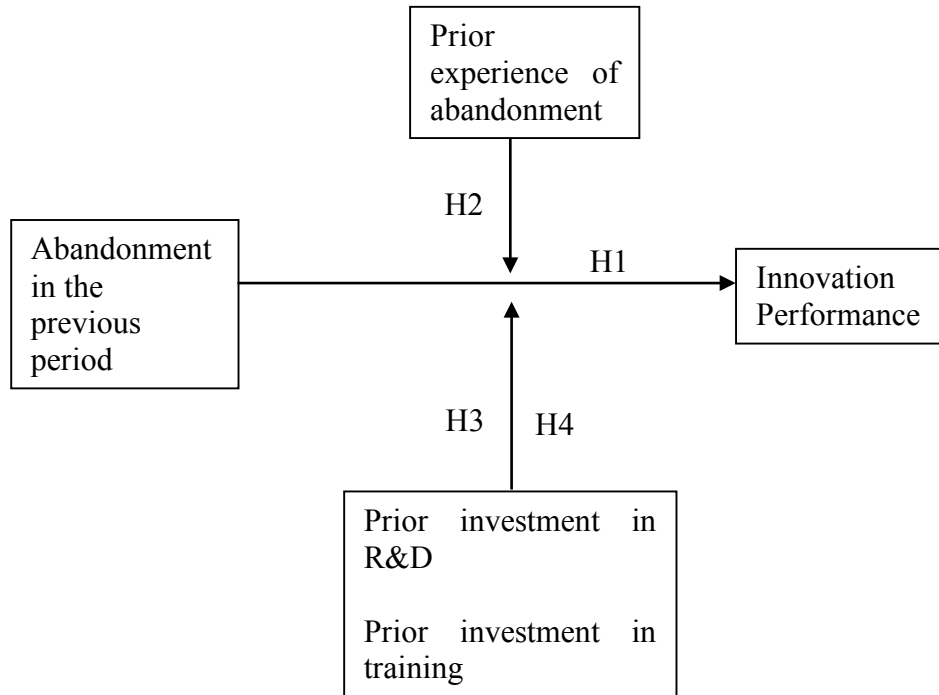 Prior
experience of
abandonment
H2
H1
Abandonment
in the
previous
period
Innovation
Performance
H3
H4
Prior investment in
R&D
Prior investment in
training